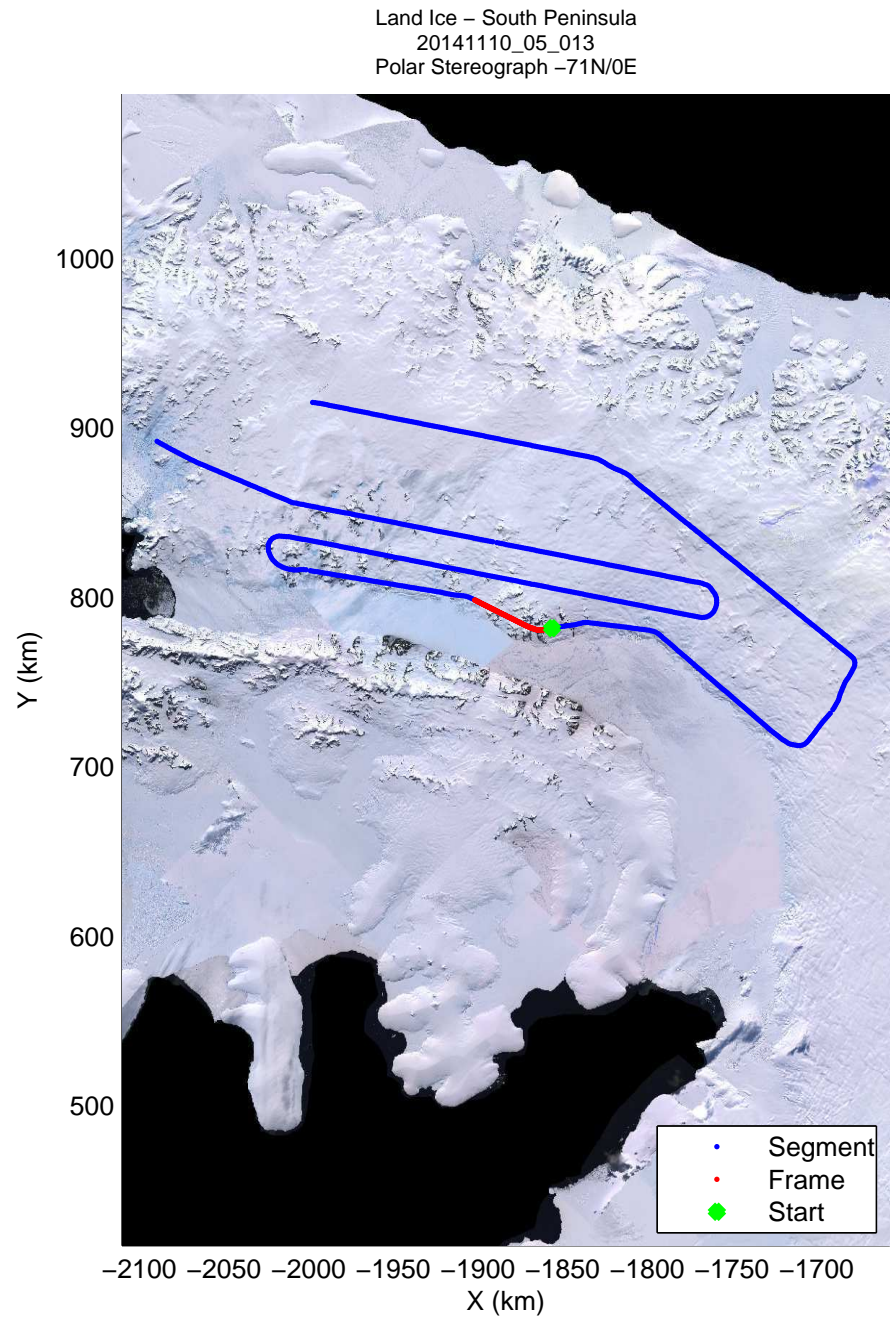 Land Ice − South Peninsula
20141110_05_013
Polar Stereograph −71N/0E
1000
900
800
700
600
500
Y (km)
Segment
Frame
Start
−2100 −2050 −2000 −1950 −1900 −1850 −1800 −1750 −1700
X (km)